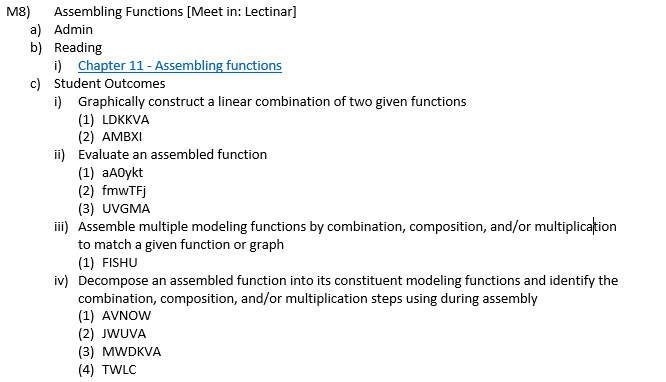 M8) Assembling Functions [Meet in: Lectinar]
a) Admin
b) Reading
i) Chapter 11 - Assembling functions
c) Student Outcomes
i) Graphically construct a linear combination of two given functions
(1) LDKKVA
(2) AMBXI
ii) Evaluate an assembled function
(1) aA0ykt
(2) fmwTFj
(3) UVGMA
iii) Assemble multiple modeling functions by combination, composition, and/or multiplication
to match a given function or graph
(1) FISHU
iv) Decompose an assembled function into its constituent modeling functions and identify the
combination, composition, and/or multiplication steps using during assembly
(1) AVNOW
(2) JWUVA
(3) MWDKVA
(4) TWLC